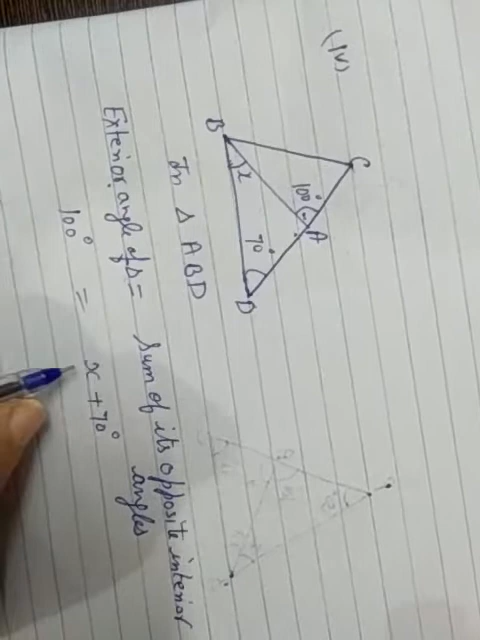 (iv)
C
100°
A
B
x
70°
D
In Δ ABD
Exterior angle of Δ = Sum of its opposite interior
angles
100° = x + 70°